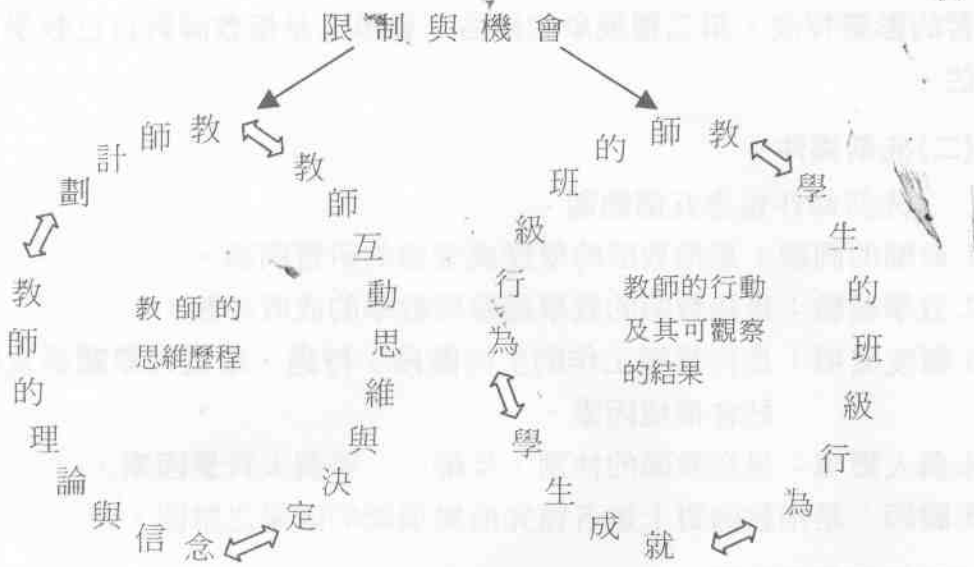 限制與機會
教師計劃
教師互動思維與決定
教師的理論與信念
教師的
思維歷程
教師的班級行為
學生的班級行為
學生成就
教師的行動
及其可觀察
的結果